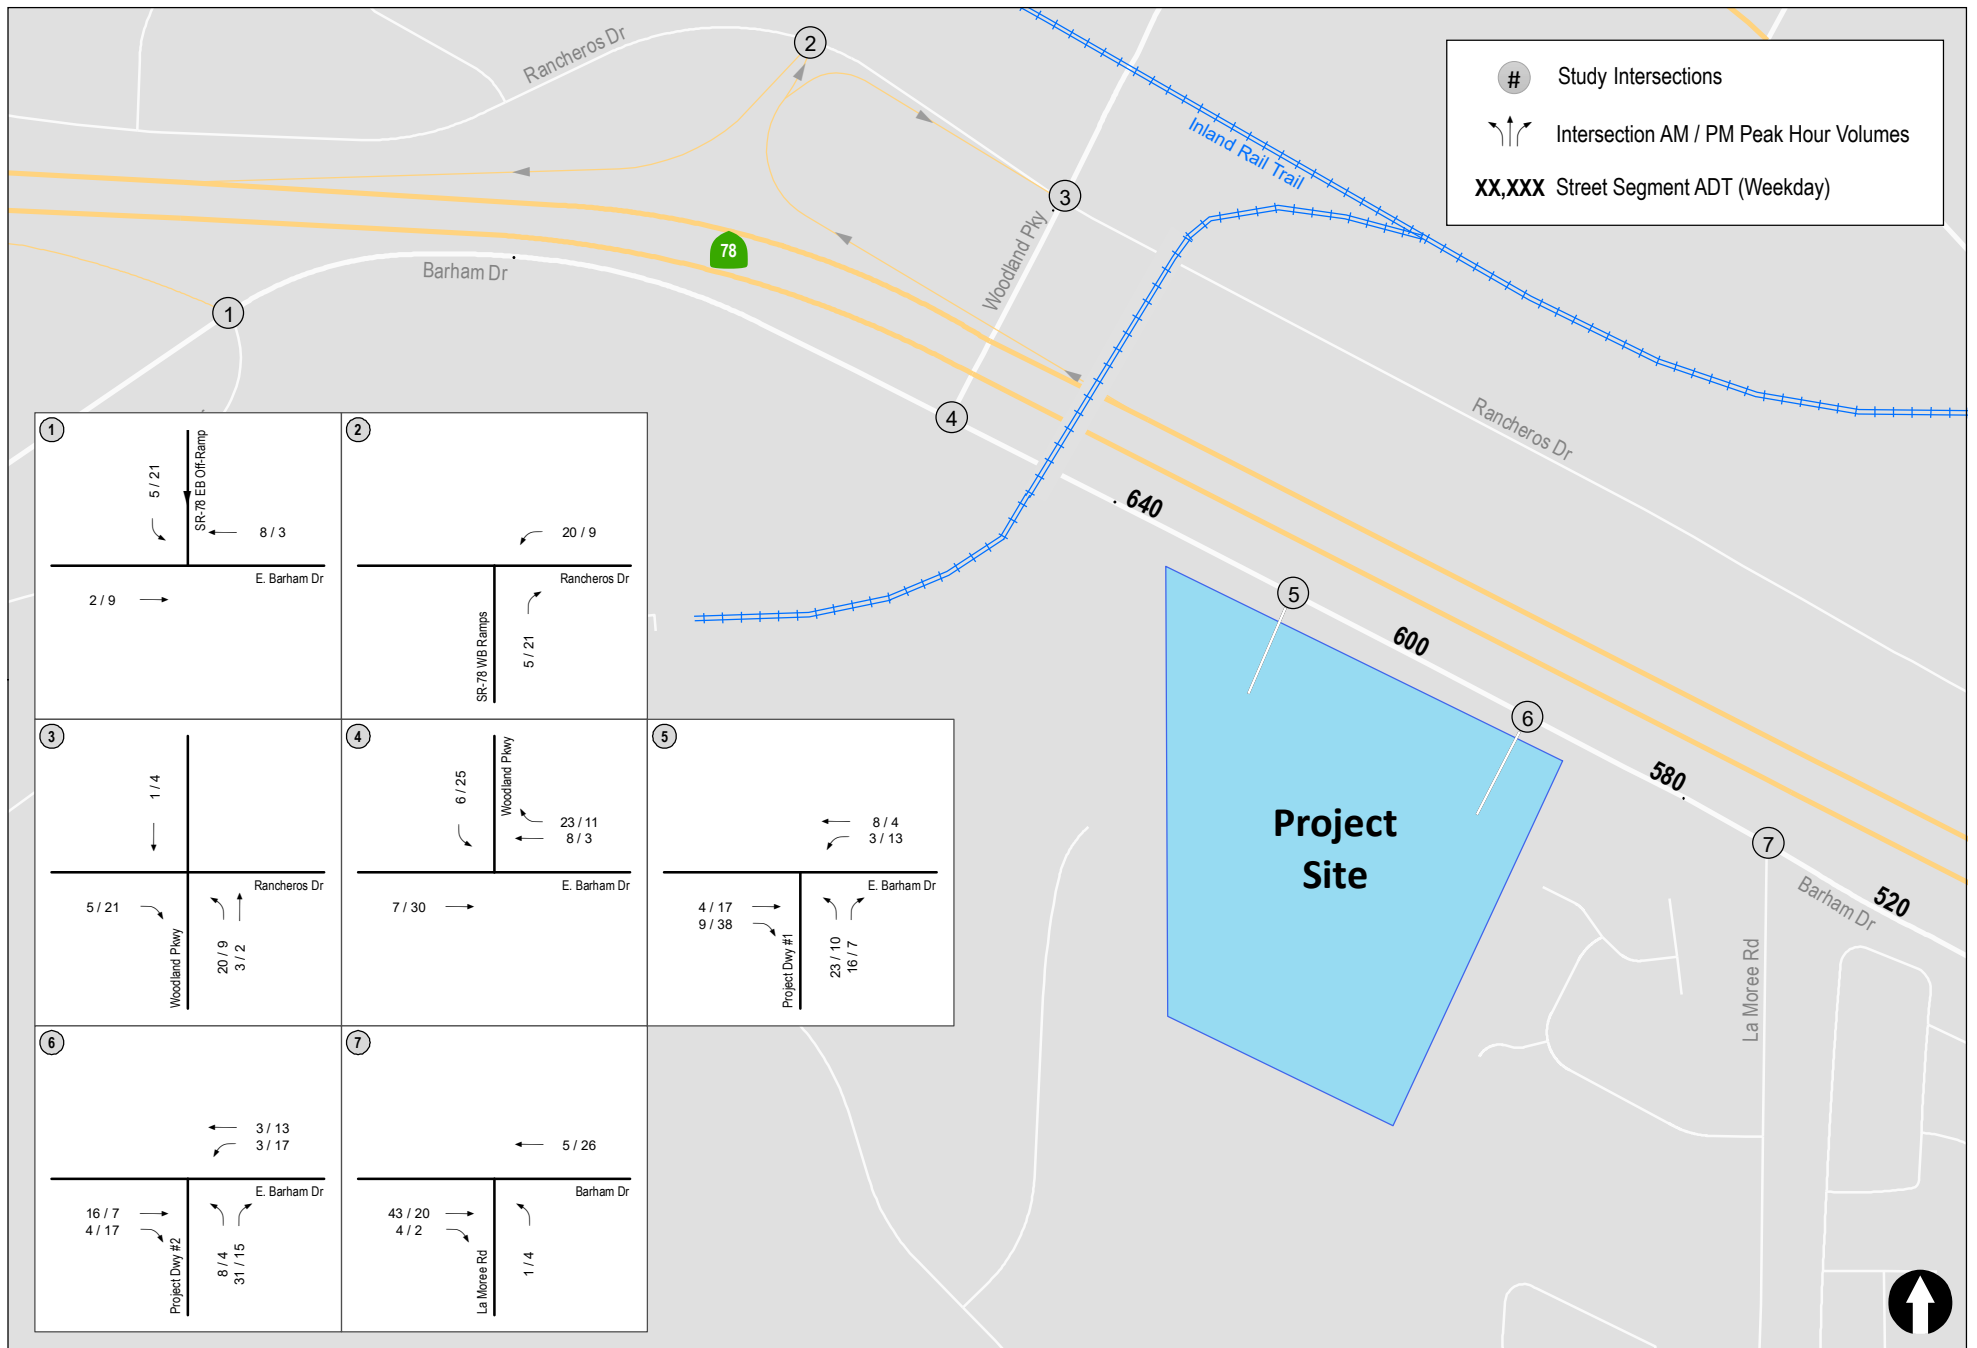 Rancheros Dr
2
#
Study Intersections
Intersection AM / PM Peak Hour Volumes
XX,XXX Street Segment ADT (Weekday)
Inland Rail Trail
3
Woodland Pky
78
Barham Dr
1
4
Rancheros Dr
640
5
600
6
580
7
Barham Dr
520
La Moree Rd
Project
Site
1
5 / 21
SR-78 EB Off-Ramp
8 / 3
E. Barham Dr
2 / 9
2
20 / 9
Rancheros Dr
SR-78 WB Ramps
5 / 21
3
1 / 4
Rancheros Dr
5 / 21
Woodland Pkwy
20 / 9
3 / 2
4
6 / 25
Woodland Pkwy
23 / 11
8 / 3
E. Barham Dr
7 / 30
5
8 / 4
3 / 13
E. Barham Dr
4 / 17
9 / 38
Project Dwy #1
23 / 10
16 / 7
6
3 / 13
3 / 17
E. Barham Dr
16 / 7
4 / 17
Project Dwy #2
8 / 4
31 / 15
7
5 / 26
Barham Dr
43 / 20
4 / 2
La Moree Rd
1 / 4